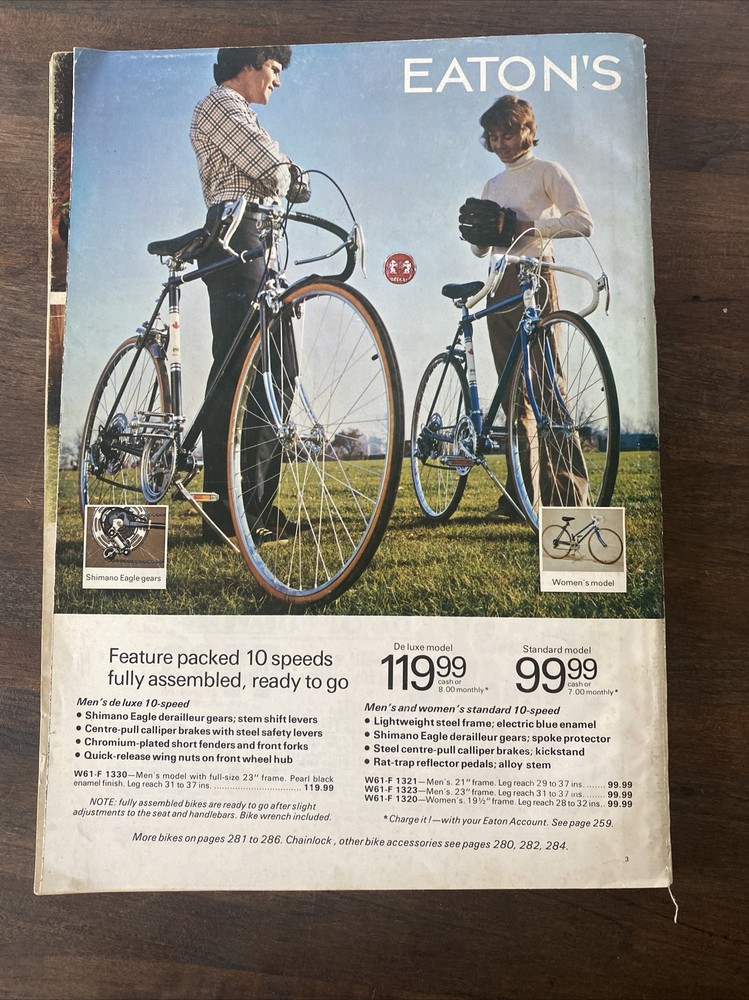 EATON'S
Shimano Eagle gears
Women's model
Feature packed 10 speeds
fully assembled, ready to go
De luxe model
119 99
cash or
8.00 monthly*
Standard model
99 99
cash or
7.00 monthly*
Men's de luxe 10-speed
• Shimano Eagle derailleur gears; stem shift levers
• Centre-pull calliper brakes with steel safety levers
• Chromium-plated short fenders and front forks
• Quick-release wing nuts on front wheel hub
W61-F 1330—Men's model with full-size 23" frame. Pearl black
enamel finish. Leg reach 31 to 37 ins. .............................. 119.99
NOTE: fully assembled bikes are ready to go after slight
adjustments to the seat and handlebars. Bike wrench included.
Men's and women's standard 10-speed
• Lightweight steel frame; electric blue enamel
• Shimano Eagle derailleur gears; spoke protector
• Steel centre-pull calliper brakes; kickstand
• Rat-trap reflector pedals; alloy stem
W61-F 1321—Men's. 21" frame. Leg reach 29 to 37 ins. ...... 99.99
W61-F 1323—Men's. 23" frame. Leg reach 31 to 37 ins. ...... 99.99
W61-F 1320—Women's. 19½" frame. Leg reach 28 to 32 ins.. 99.99
*Charge it!—with your Eaton Account. See page 259.
More bikes on pages 281 to 286. Chainlock, other bike accessories see pages 280, 282, 284.
3